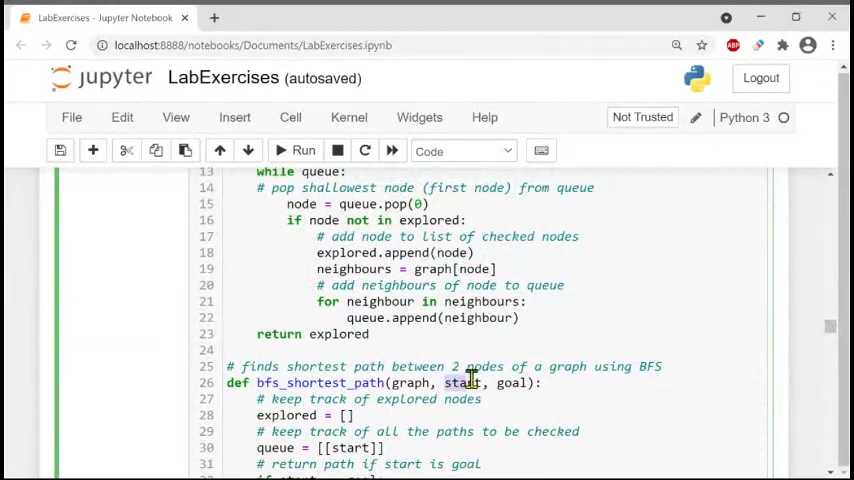 LabExercises - Jupyter Notebook
localhost:8888/notebooks/Documents/LabExercises.ipynb
ABP
jupyter LabExercises (autosaved) Logout
File Edit View Insert Cell Kernel Widgets Help Not Trusted Python 3
Run Code
13 while queue:
14 # pop shallowest node (first node) from queue
15 node = queue.pop(0)
16 if node not in explored:
17 # add node to list of checked nodes
18 explored.append(node)
19 neighbours = graph[node]
20 # add neighbours of node to queue
21 for neighbour in neighbours:
22 queue.append(neighbour)
23 return explored
24
25 # finds shortest path between 2 nodes of a graph using BFS
26 def bfs_shortest_path(graph, start, goal):
27 # keep track of explored nodes
28 explored = []
29 # keep track of all the paths to be checked
30 queue = [[start]]
31 # return path if start is goal